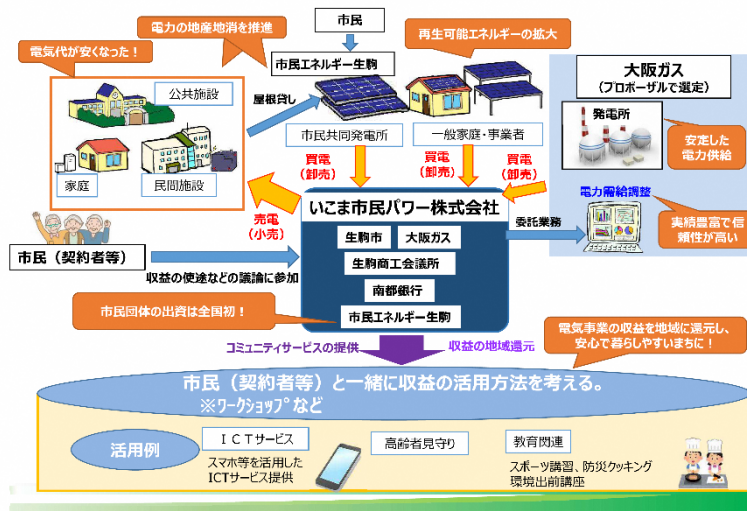 市民
電力の地産地消を推進
再生可能エネルギーの拡大
電気代が安くなった！
市民エネルギー生駒
大阪ガス
（プロポーザルで選定）
公共施設
屋根貸し
発電所
安定した
電力供給
市民共同発電所
一般家庭・事業者
家庭
民間施設
買電
（卸売）
買電
（卸売）
買電
（卸売）
電力需給調整
売電
（小売）
いこま市民パワー株式会社
生駒市
大阪ガス
生駒商工会議所
南都銀行
市民エネルギー生駒
委託業務
実績豊富で信
頼性が高い
市民（契約者等）
収益の使途などの議論に参加
市民団体の出資は全国初！
コミュニティサービスの提供
収益の地域還元
電気事業の収益を地域に還元し、
安心で暮らしやすいまちに！
市民（契約者等）と一緒に収益の活用方法を考える。
※ﾜｰｸｼｮｯﾌﾟなど
活用例
ＩＣＴサービス
スマホ等を活用した
ICTサービス提供
高齢者見守り
教育関連
スポーツ講習、防災クッキング
環境出前講座